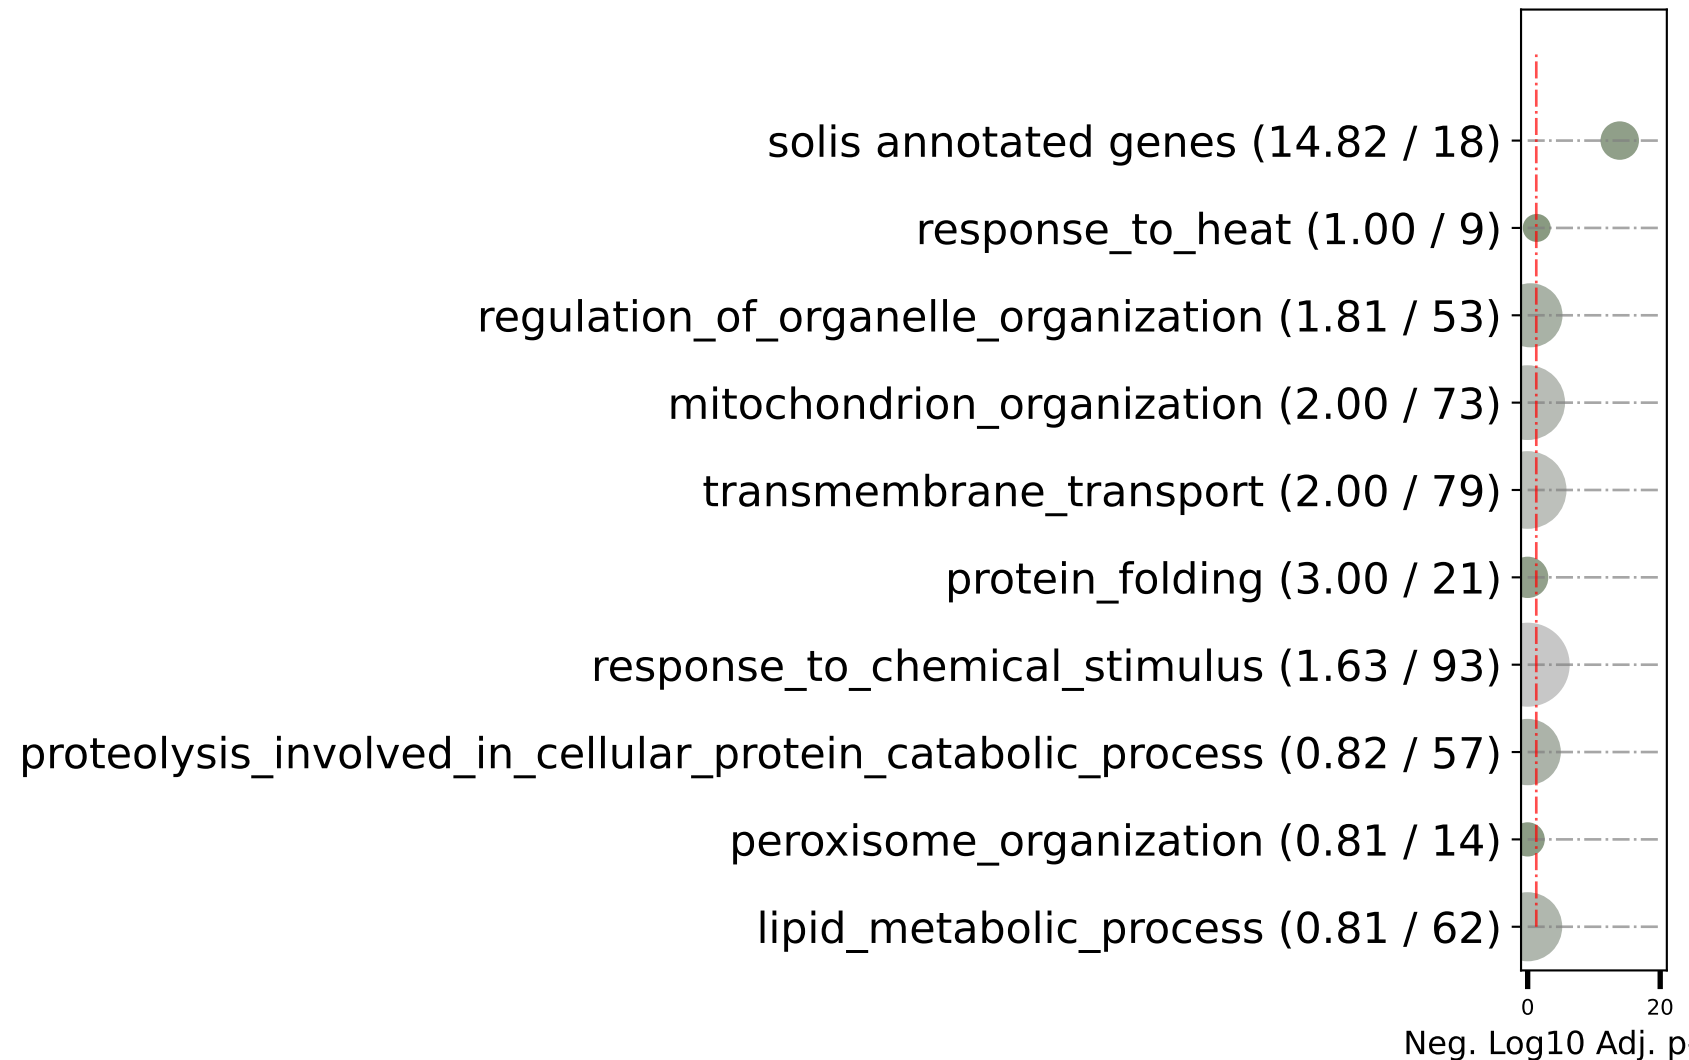 solis annotated genes (14.82 / 18)
response_to_heat (1.00 / 9)
regulation_of_organelle_organization (1.81 / 53)
mitochondrion_organization (2.00 / 73)
transmembrane_transport (2.00 / 79)
protein_folding (3.00 / 21)
response_to_chemical_stimulus (1.63 / 93)
proteolysis_involved_in_cellular_protein_catabolic_process (0.82 / 57)
peroxisome_organization (0.81 / 14)
lipid_metabolic_process (0.81 / 62)
0 20
Neg. Log10 Adj. p